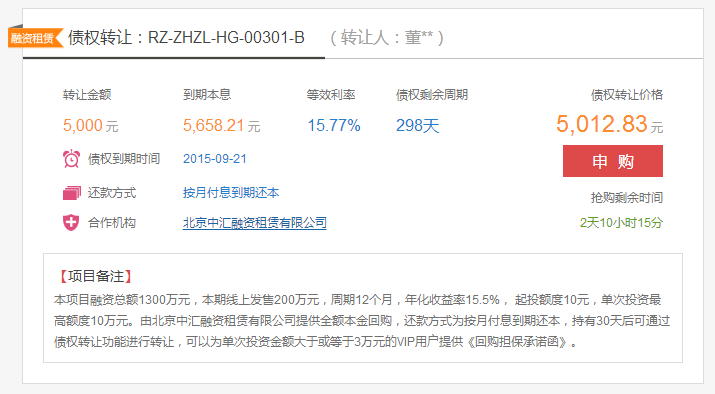 融资租赁 债权转让：RZ-ZHZL-HG-00301-B （ 转让人：董** ）
转让金额 到期本息 等效利率 债权剩余周期 债权转让价格
5,000 元 5,658.21 元 15.77% 298天 5,012.83 元
债权到期时间 2015-09-21 申 购
还款方式 按月付息到期还本 抢购剩余时间
合作机构 北京中汇融资租赁有限公司 2天10小时15分
【项目备注】
本项目融资总额1300万元，本期线上发售200万元，周期12个月，年化收益率15.5%， 起投额度10元，单次投资最
高额度10万元。由北京中汇融资租赁有限公司提供全额本金回购，还款方式为按月付息到期还本，持有30天后可通过
债权转让功能进行转让，可以为单次投资金额大于或等于3万元的VIP用户提供《回购担保承诺函》。